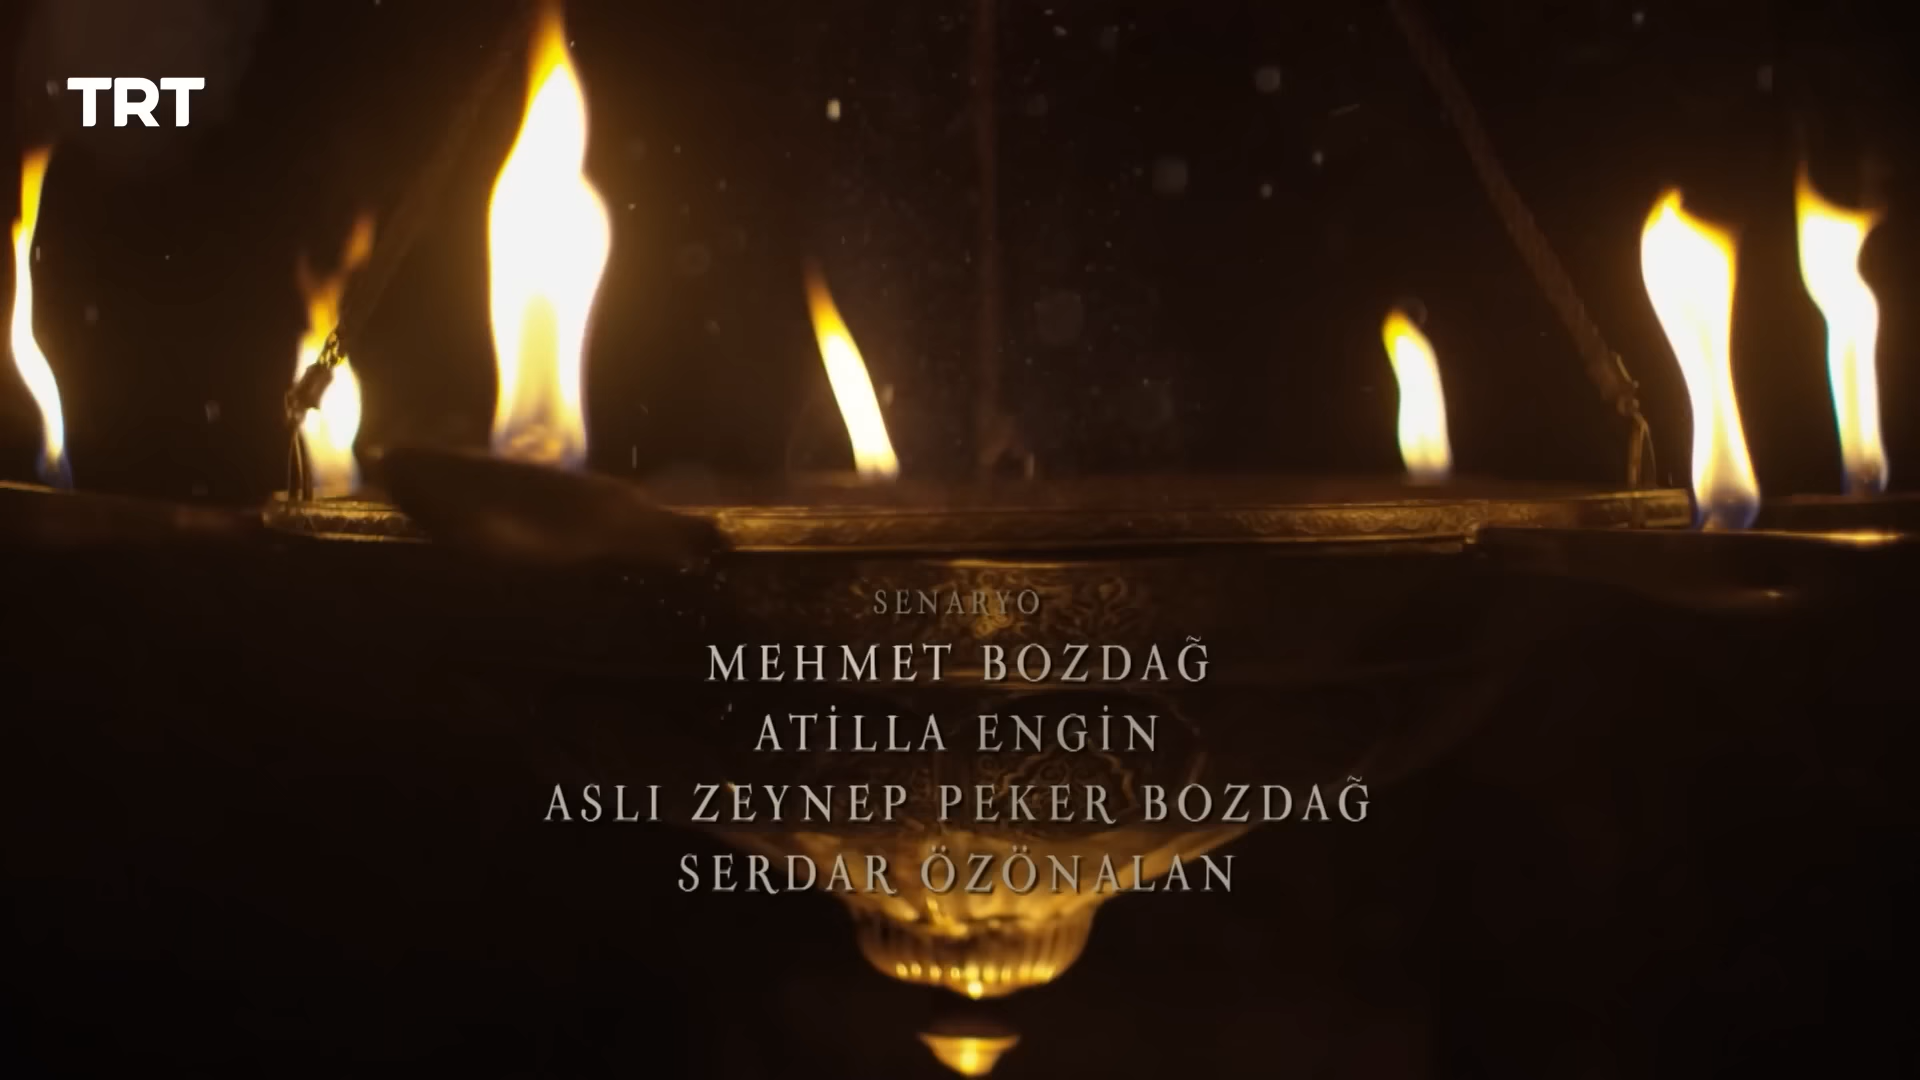 TRT
SENARYO
MEHMET BOZDAĞ
ATİLLA ENGİN
ASLI ZEYNEP PEKER BOZDAĞ
SERDAR ÖZÖNALAN